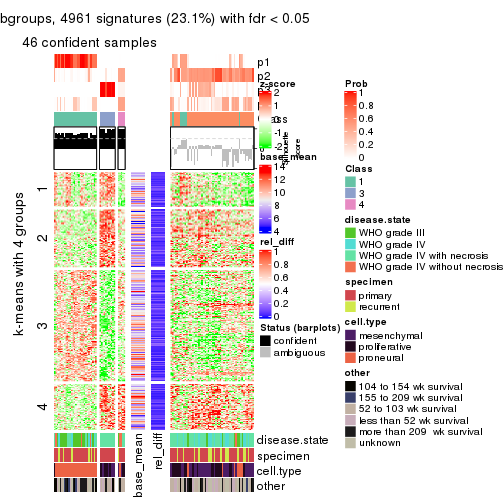 bgroups, 4961 signatures (23.1%) with fdr < 0.05
46 confident samples
p1
p2
z-score
2
1
0
-1
-2
base_mean
14
12
10
8
6
4
rel_diff
1
0.8
0.6
0.4
0.2
0
Status (barplots)
confident
ambiguous
Prob
1
0.8
0.6
0.4
0.2
0
Class
1
3
4
disease.state
WHO grade III
WHO grade IV
WHO grade IV with necrosis
WHO grade IV without necrosis
specimen
primary
recurrent
cell.type
mesenchymal
proliferative
proneural
other
104 to 154 wk survival
155 to 209 wk survival
52 to 103 wk survival
less than 52 wk survival
more than 209 wk survival
unknown
k-means with 4 groups
1
2
3
4
base_mean
rel_diff
disease.state
specimen
cell.type
other